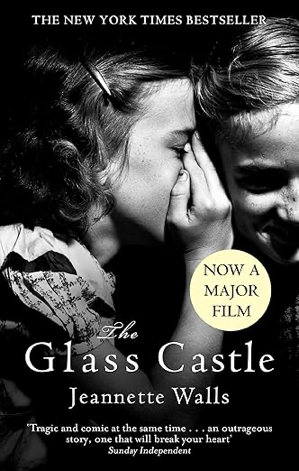 THE NEW YORK TIMES BESTSELLER
NOW A
MAJOR
FILM
The
Glass Castle
Jeannette Walls
‘Tragic and comic at the same time . . . an outrageous
story, one that will break your heart’
Sunday Independent